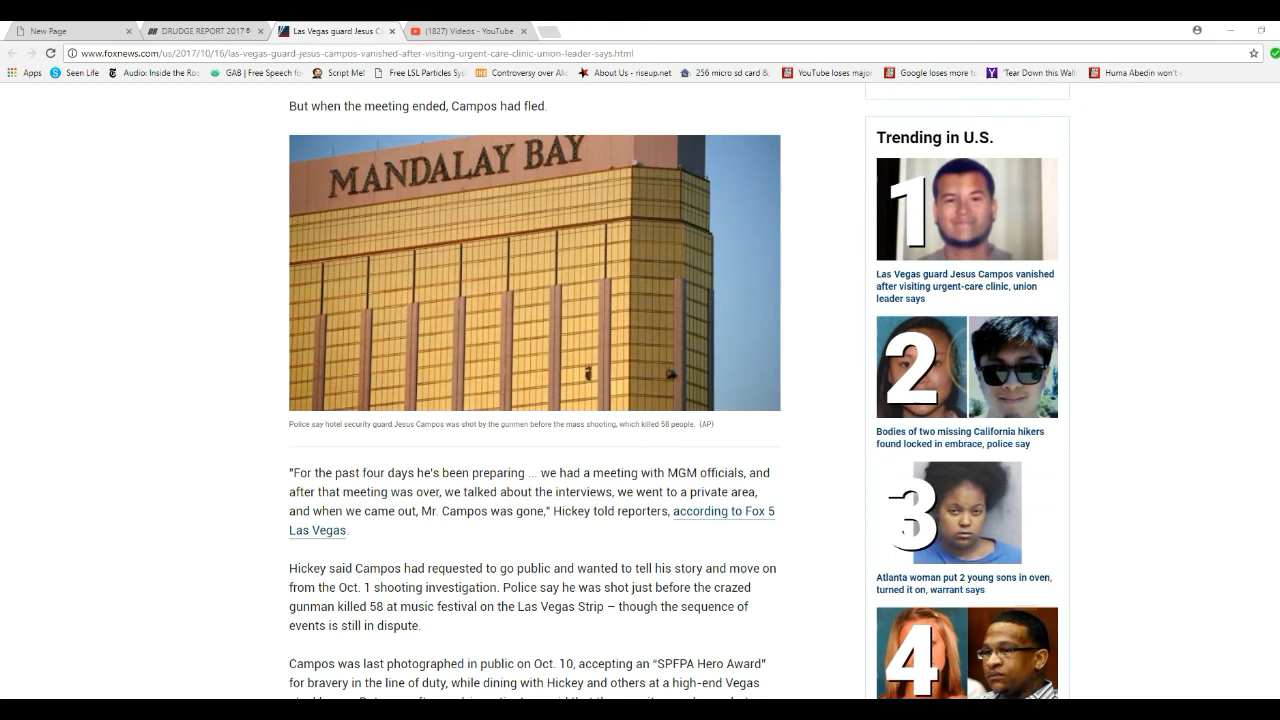 New Page
DRUDGE REPORT 2017®
Las Vegas guard Jesus C
(1827) Videos - YouTube
www.foxnews.com/us/2017/10/16/las-vegas-guard-jesus-campos-vanished-after-visiting-urgent-care-clinic-union-leader-says.html
Apps
Seen Life
Audio: Inside the Ro
GAB | Free Speech fo
Script Me!
Free LSL Particles Sys
Controversy over Ali
About Us - riseup.net
256 micro sd card &
YouTube loses major
Google loses more t
'Tear Down this Wall
Huma Abedin won't
But when the meeting ended, Campos had fled.
MANDALAY BAY
Police say hotel security guard Jesus Campos was shot by the gunmen before the mass shooting, which killed 58 people. (AP)
"For the past four days he's been preparing ... we had a meeting with MGM officials, and
after that meeting was over, we talked about the interviews, we went to a private area,
and when we came out, Mr. Campos was gone," Hickey told reporters, according to Fox 5
Las Vegas.
Hickey said Campos had requested to go public and wanted to tell his story and move on
from the Oct. 1 shooting investigation. Police say he was shot just before the crazed
gunman killed 58 at music festival on the Las Vegas Strip – though the sequence of
events is still in dispute.
Campos was last photographed in public on Oct. 10, accepting an “SPFPA Hero Award”
for bravery in the line of duty, while dining with Hickey and others at a high-end Vegas
Trending in U.S.
1
Las Vegas guard Jesus Campos vanished
after visiting urgent-care clinic, union
leader says
2
Bodies of two missing California hikers
found locked in embrace, police say
3
Atlanta woman put 2 young sons in oven,
turned it on, warrant says
4